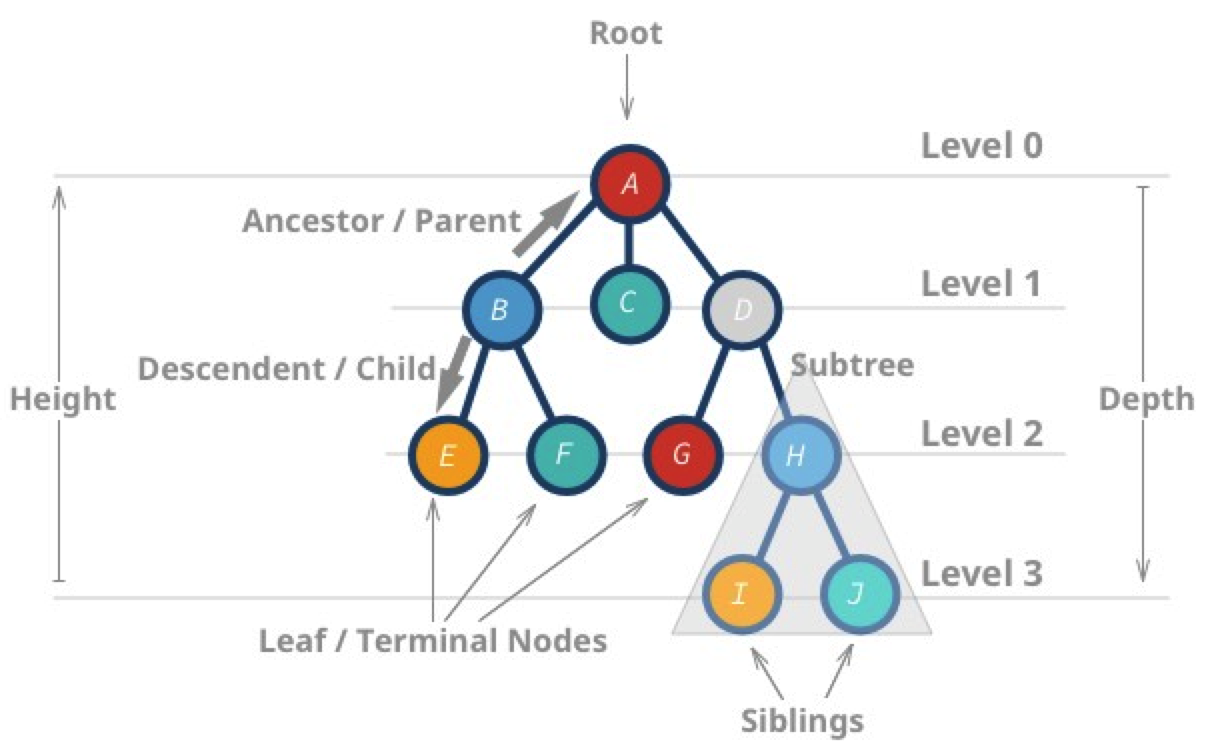 Root
Level 0
A
Ancestor / Parent
Level 1
B
C
D
Descendent / Child
Subtree
Height
Depth
Level 2
E
F
G
H
Level 3
I
J
Leaf / Terminal Nodes
Siblings